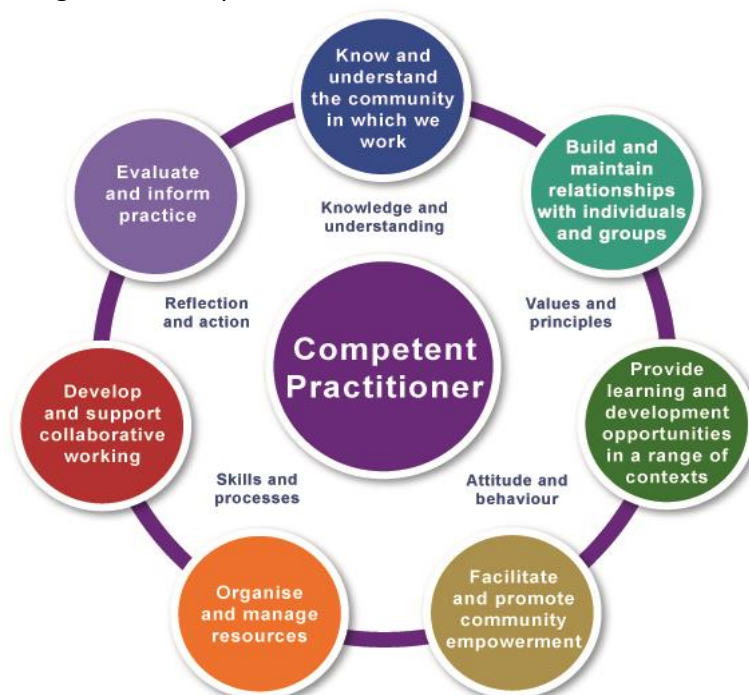 Know and
understand
the community
in which we
work
Build and
maintain
relationships
with individuals
and groups
Provide
learning and
development
opportunities
in a range of
contexts
Facilitate
and promote
community
empowerment
Organise
and manage
resources
Develop
and support
collaborative
working
Evaluate
and inform
practice
Knowledge and
understanding
Values and
principles
Attitude and
behaviour
Skills and
processes
Reflection
and action
Competent
Practitioner